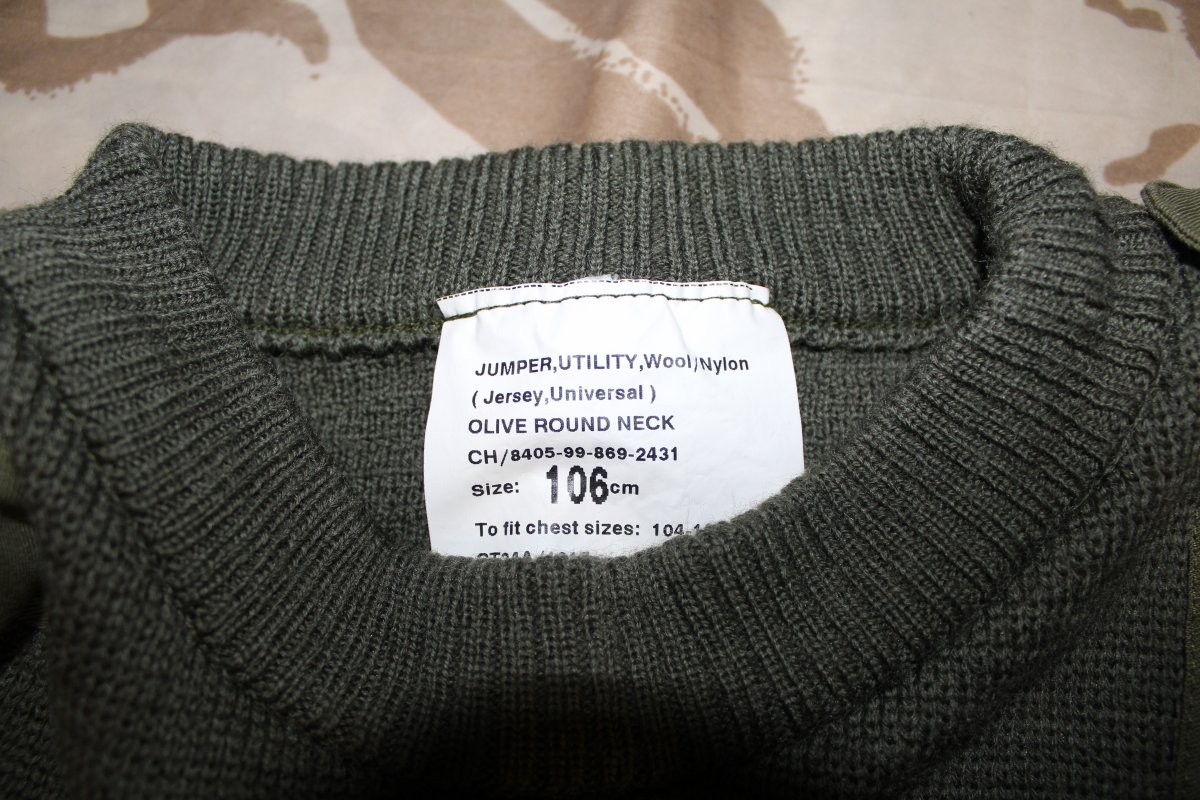 JUMPER,UTILITY,Wool/Nylon
(Jersey,Universal)
OLIVE ROUND NECK
CH/8405-99-869-2431
Size: 106cm
To fit chest sizes: 104-